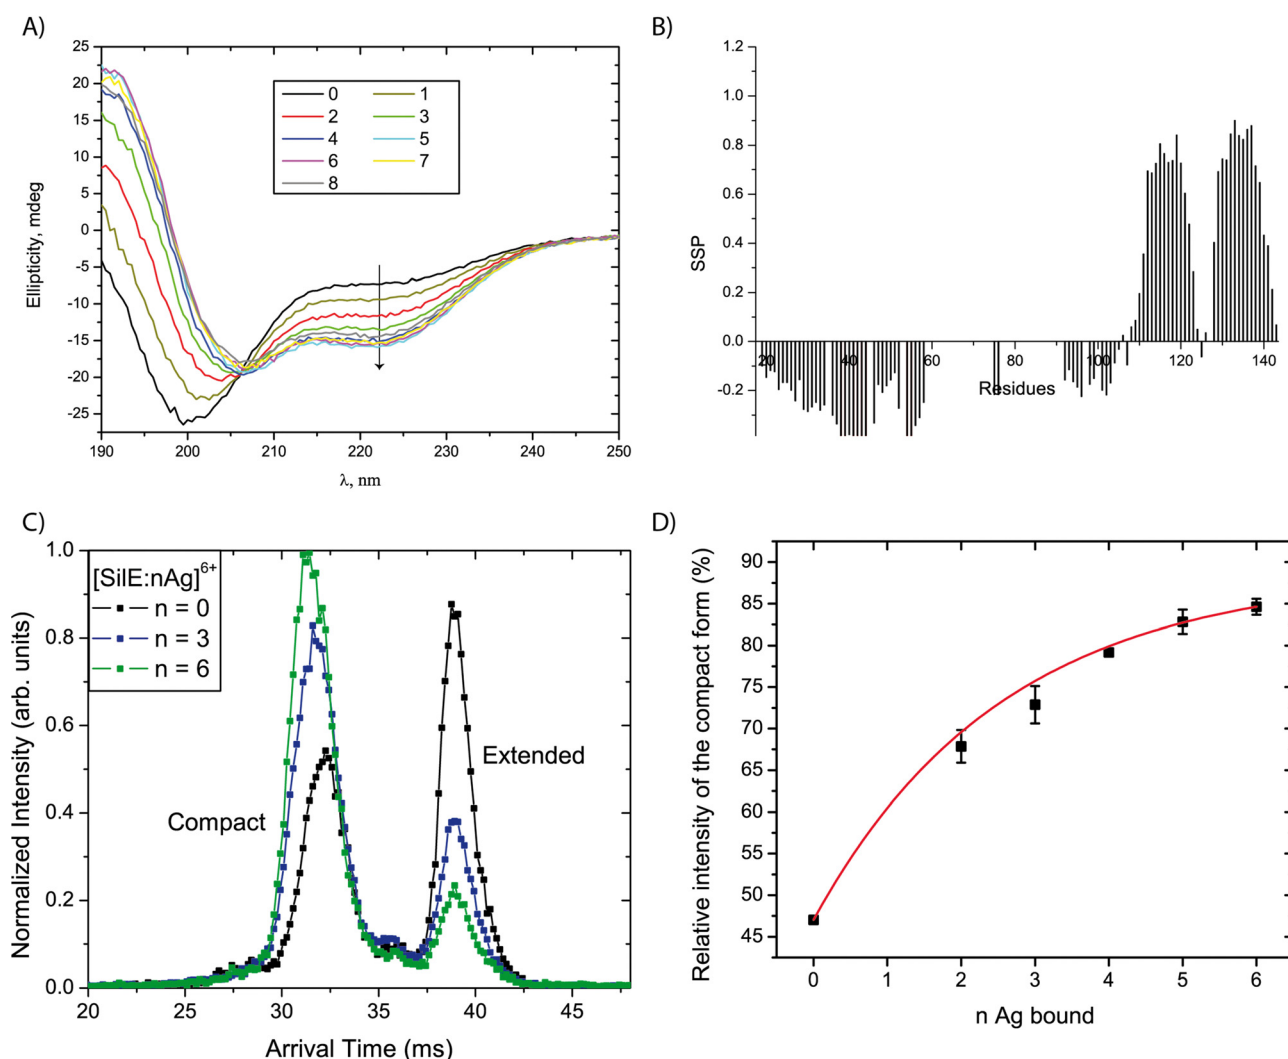 A)
25
20
15
10
5
0
-5
-10
-15
-20
-25
Ellipticity, mdeg
0 1
2 3
4 5
6 7
8
190 200 210 220 230 240 250
λ, nm
B)
1.2
1.0
0.8
0.6
0.4
0.2
0.0
-0.2
SSP
20 40 60 80 100 120 140
Residues
C)
1.0
0.8
0.6
0.4
0.2
0.0
Normalized Intensity (arb. units)
[SilE:nAg]⁶⁺
n = 0
n = 3
n = 6
Compact
Extended
20 25 30 35 40 45
Arrival Time (ms)
D)
90
85
80
75
70
65
60
55
50
45
Relative intensity of the compact form (%)
0 1 2 3 4 5 6
n Ag bound